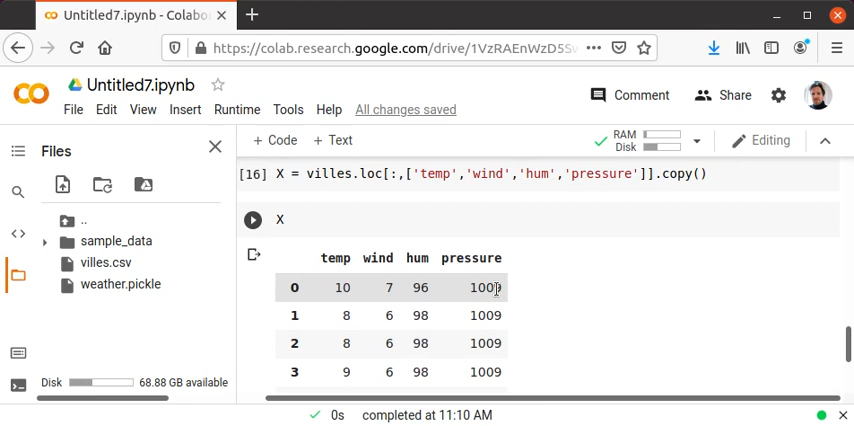 Untitled7.ipynb - Colabo
https://colab.research.google.com/drive/1VzRAEnWzD5Sw
Untitled7.ipynb
File Edit View Insert Runtime Tools Help All changes saved
Comment Share
Files
+ Code + Text
RAM
Disk
Editing
[16] X = villes.loc[:,['temp','wind','hum','pressure']].copy()
X
..
sample_data
villes.csv
weather.pickle
temp wind hum pressure
0 10 7 96 1009
1 8 6 98 1009
2 8 6 98 1009
3 9 6 98 1009
Disk 68.88 GB available
0s completed at 11:10 AM